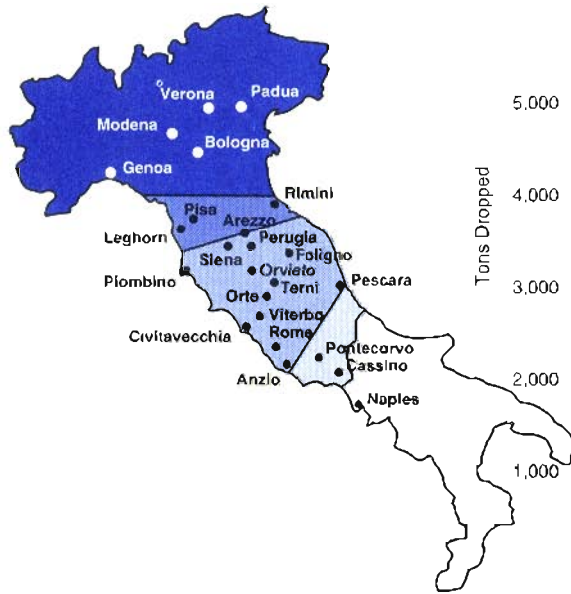 Verona
Padua
5,000
Modena
Bologna
Genoa
4,000
Rimini
Pisa
Arezzo
Leghorn
Perugia
Siena
Foligno
Tons Dropped
Piombino
Orvieto
Pescara
Terni
3,000
Orte
Viterbo
Civitavecchia
Rome
Pontecorvo
Cassino
Anzio
2,000
Naples
1,000